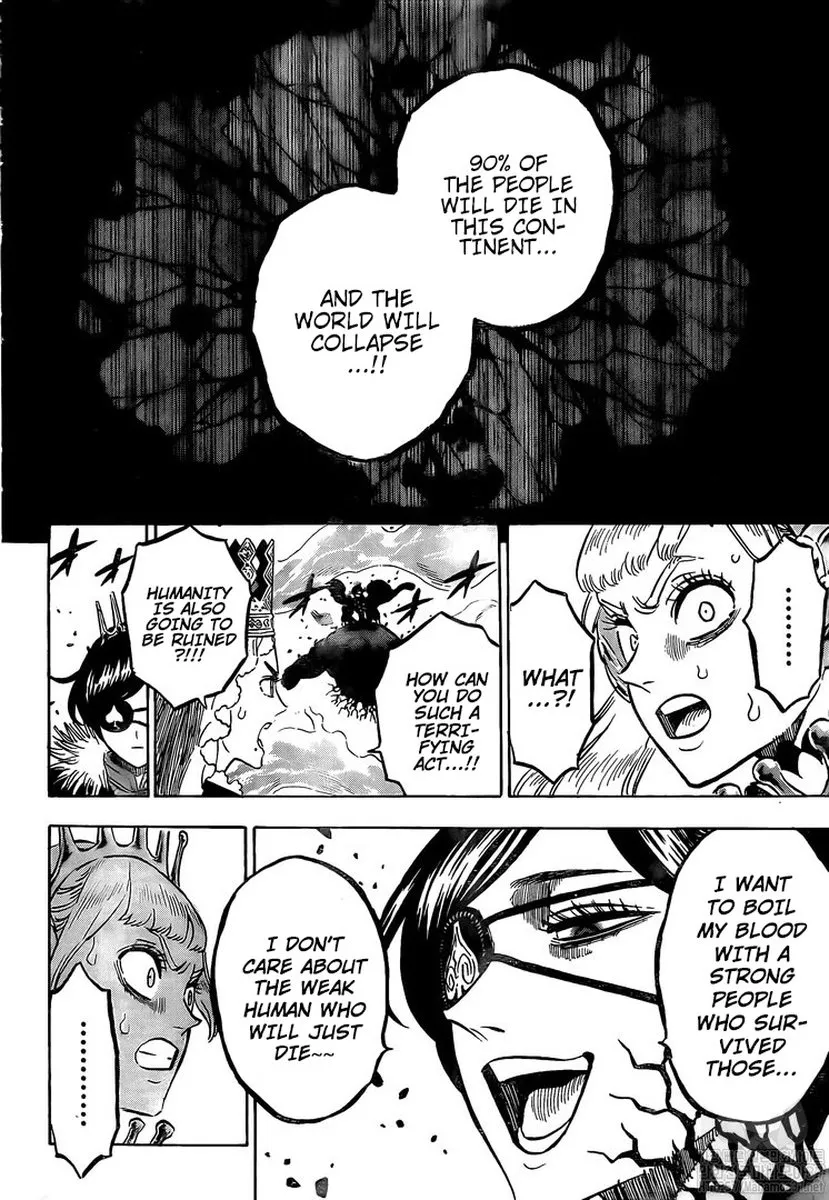 90% OF
THE PEOPLE
WILL DIE IN
THIS CON-
TINENT...
AND THE
WORLD WILL
COLLAPSE
...!!
........
WHAT
...?!
HOW CAN
YOU DO
SUCH A
TERRI-
FYING
ACT...!!
HUMANITY
IS ALSO
GOING TO
BE RUINED
?!!!
I WANT
TO BOIL
MY BLOOD
WITH A
STRONG
PEOPLE
WHO SUR-
VIVED
THOSE...
I DON'T
CARE ABOUT
THE WEAK
HUMAN WHO
WILL JUST
DIE~~
........